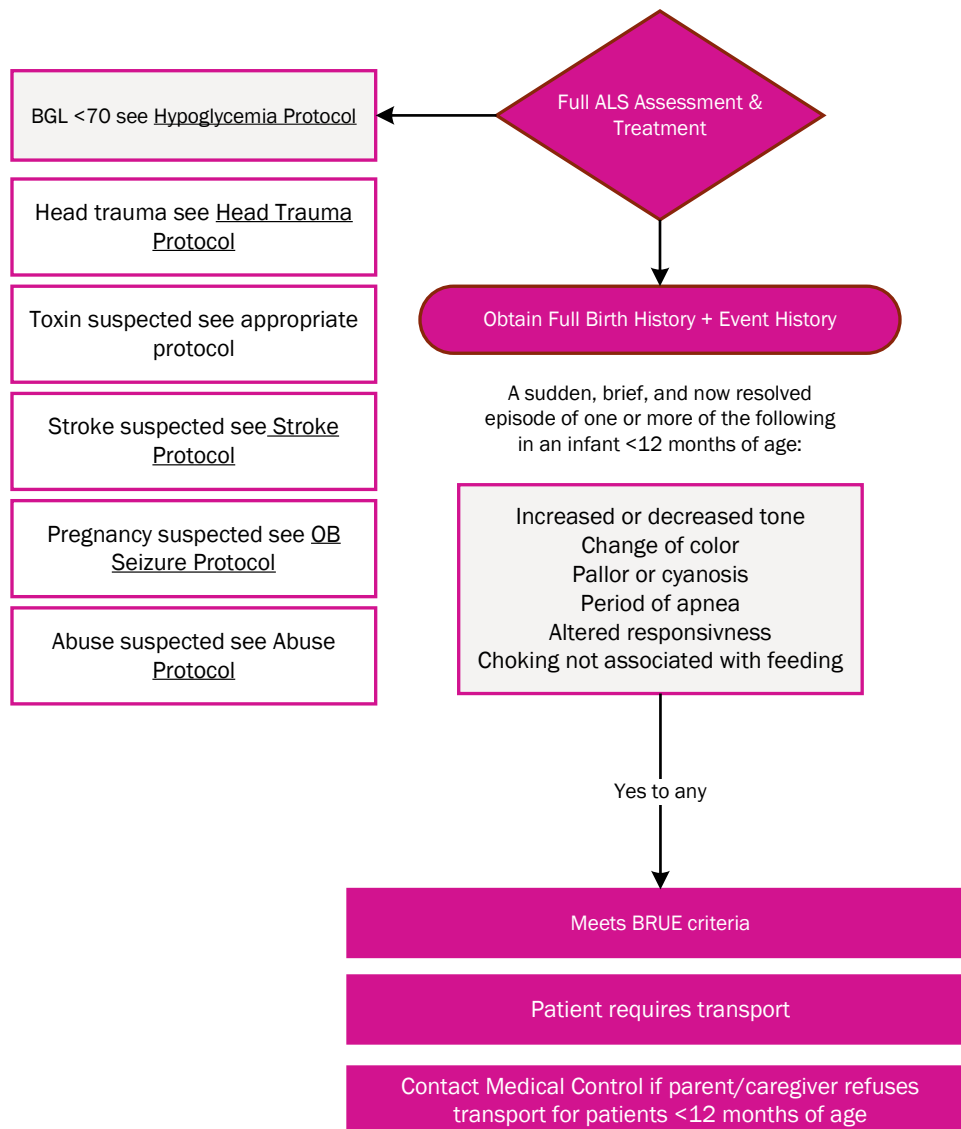 Full ALS Assessment &
Treatment
BGL <70 see Hypoglycemia Protocol
Head trauma see Head Trauma
Protocol
Toxin suspected see appropriate
protocol
Stroke suspected see Stroke
Protocol
Pregnancy suspected see OB
Seizure Protocol
Abuse suspected see Abuse
Protocol
Obtain Full Birth History + Event History
A sudden, brief, and now resolved
episode of one or more of the following
in an infant <12 months of age:
Increased or decreased tone
Change of color
Pallor or cyanosis
Period of apnea
Altered responsivness
Choking not associated with feeding
Yes to any
Meets BRUE criteria
Patient requires transport
Contact Medical Control if parent/caregiver refuses
transport for patients <12 months of age